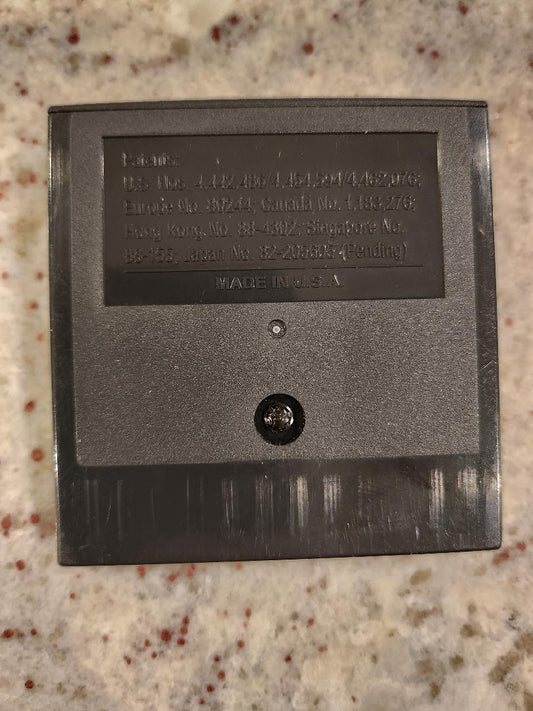 Patents:
U.S. Nos. 4,442,486/4,454,594/4,462,076;
Europe No. 80244; Canada No. 1,183,276;
Hong Kong No. 88-4302; Singapore No.
88-155; Japan No. 82-205605 (Pending)
MADE IN U.S.A.